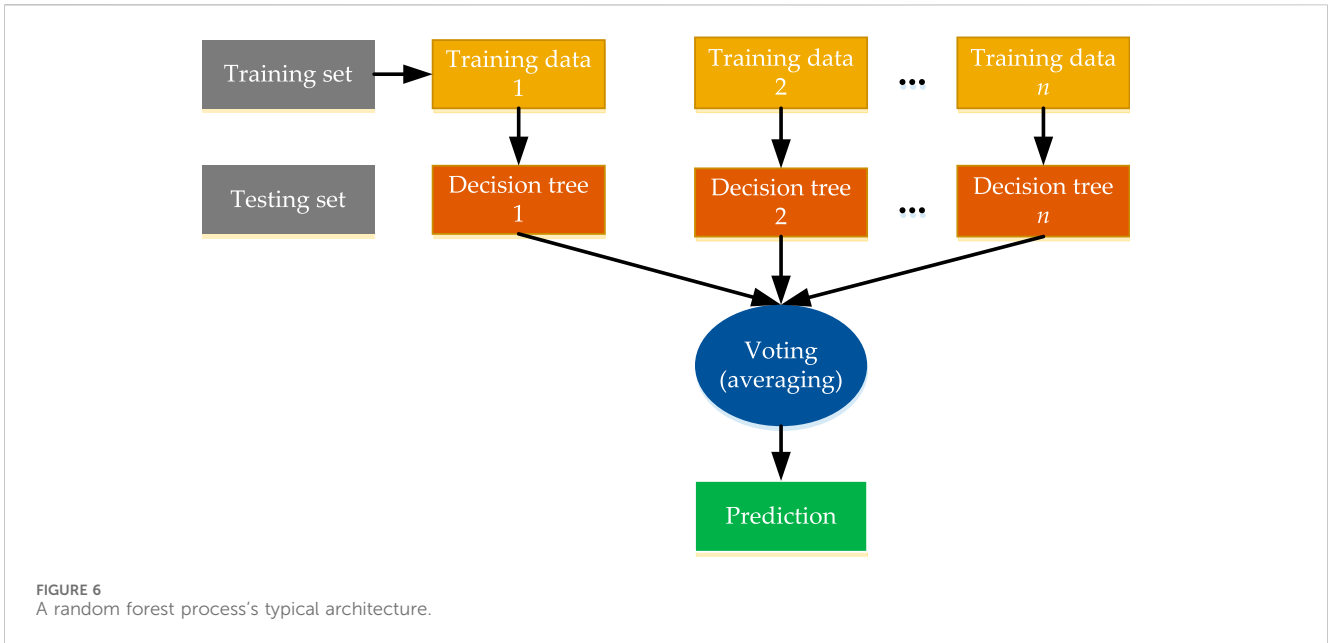 Training set
Training data
1
Training data
2
...
Training data
n
Testing set
Decision tree
1
Decision tree
2
...
Decision tree
n
Voting
(averaging)
Prediction
FIGURE 6
A random forest process's typical architecture.